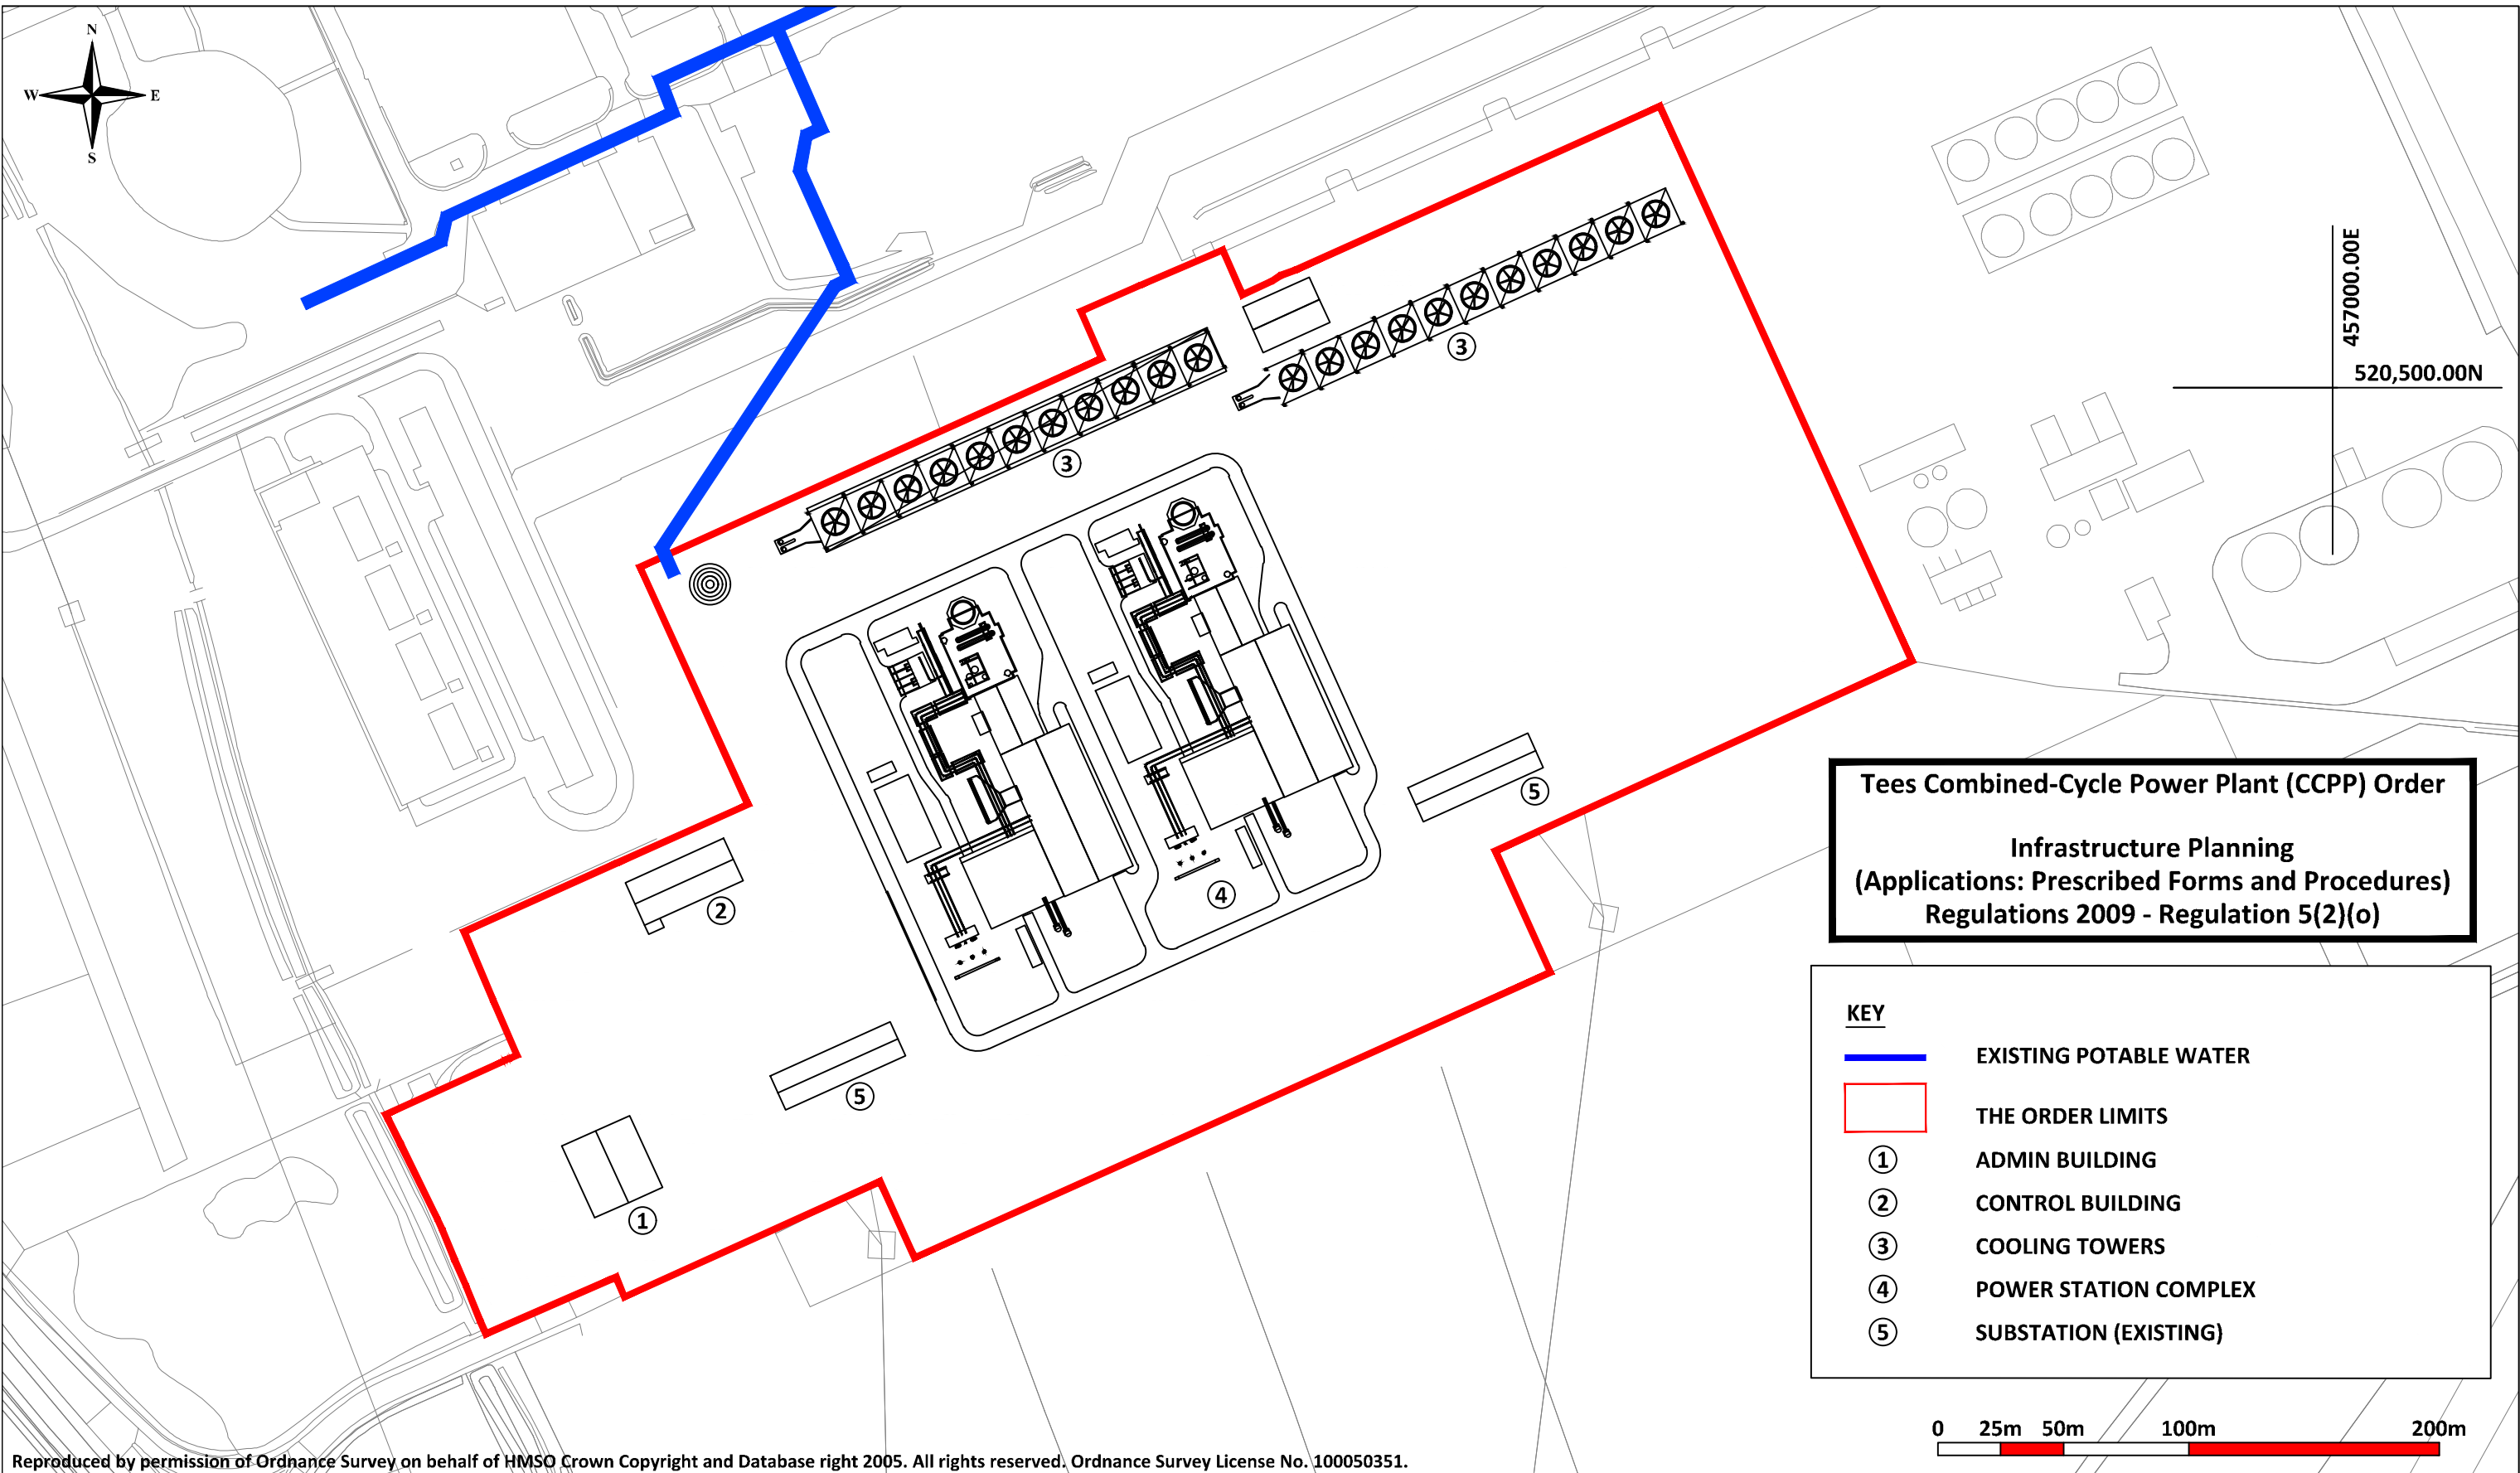 N
W E
S
457000.00E
520,500.00N
3
3
2
4
5
5
1
Tees Combined-Cycle Power Plant (CCPP) Order
Infrastructure Planning
(Applications: Prescribed Forms and Procedures)
Regulations 2009 - Regulation 5(2)(o)
KEY
EXISTING POTABLE WATER
THE ORDER LIMITS
1 ADMIN BUILDING
2 CONTROL BUILDING
3 COOLING TOWERS
4 POWER STATION COMPLEX
5 SUBSTATION (EXISTING)
0 25m 50m 100m 200m
Reproduced by permission of Ordnance Survey on behalf of HMSO Crown Copyright and Database right 2005. All rights reserved. Ordnance Survey License No. 100050351.